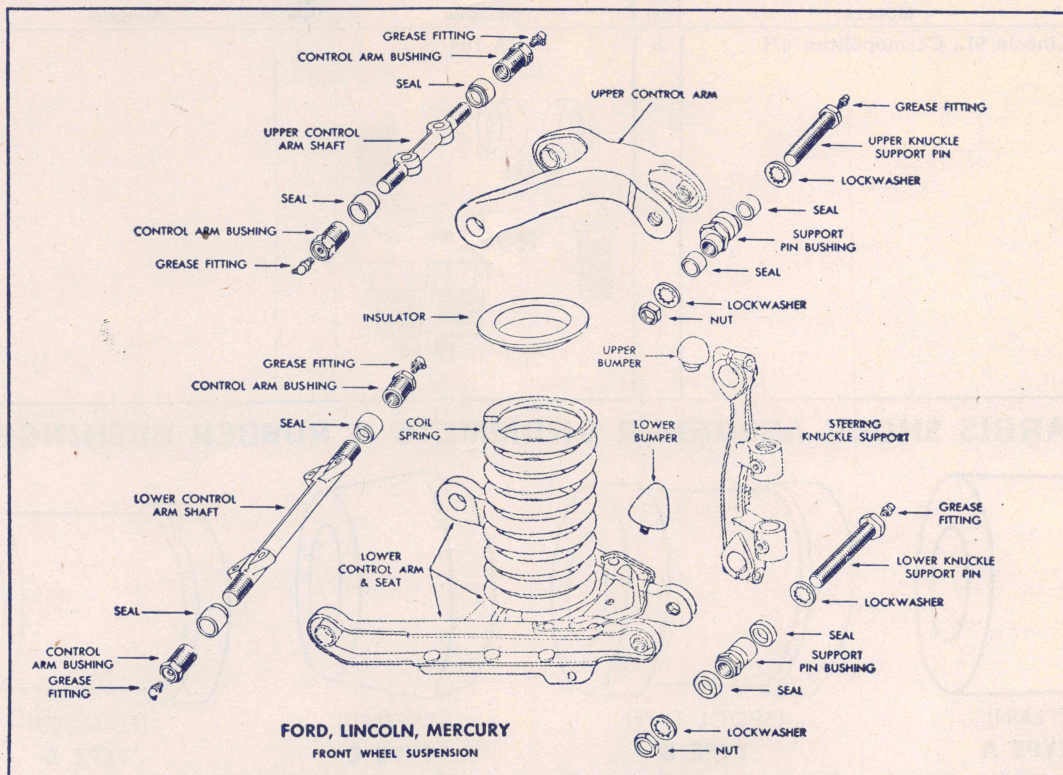 GREASE FITTING
CONTROL ARM BUSHING
SEAL
UPPER CONTROL
ARM SHAFT
SEAL
CONTROL ARM BUSHING
GREASE FITTING
UPPER CONTROL ARM
GREASE FITTING
UPPER KNUCKLE
SUPPORT PIN
LOCKWASHER
SEAL
SUPPORT
PIN BUSHING
SEAL
LOCKWASHER
NUT
INSULATOR
UPPER
BUMPER
GREASE FITTING
CONTROL ARM BUSHING
SEAL
COIL
SPRING
LOWER
BUMPER
STEERING
KNUCKLE SUPPORT
LOWER CONTROL
ARM SHAFT
LOWER
CONTROL ARM
& SEAT
GREASE
FITTING
LOWER KNUCKLE
SUPPORT PIN
LOCKWASHER
SEAL
CONTROL
ARM BUSHING
GREASE
FITTING
SEAL
SUPPORT
PIN BUSHING
SEAL
LOCKWASHER
NUT
FORD, LINCOLN, MERCURY
FRONT WHEEL SUSPENSION